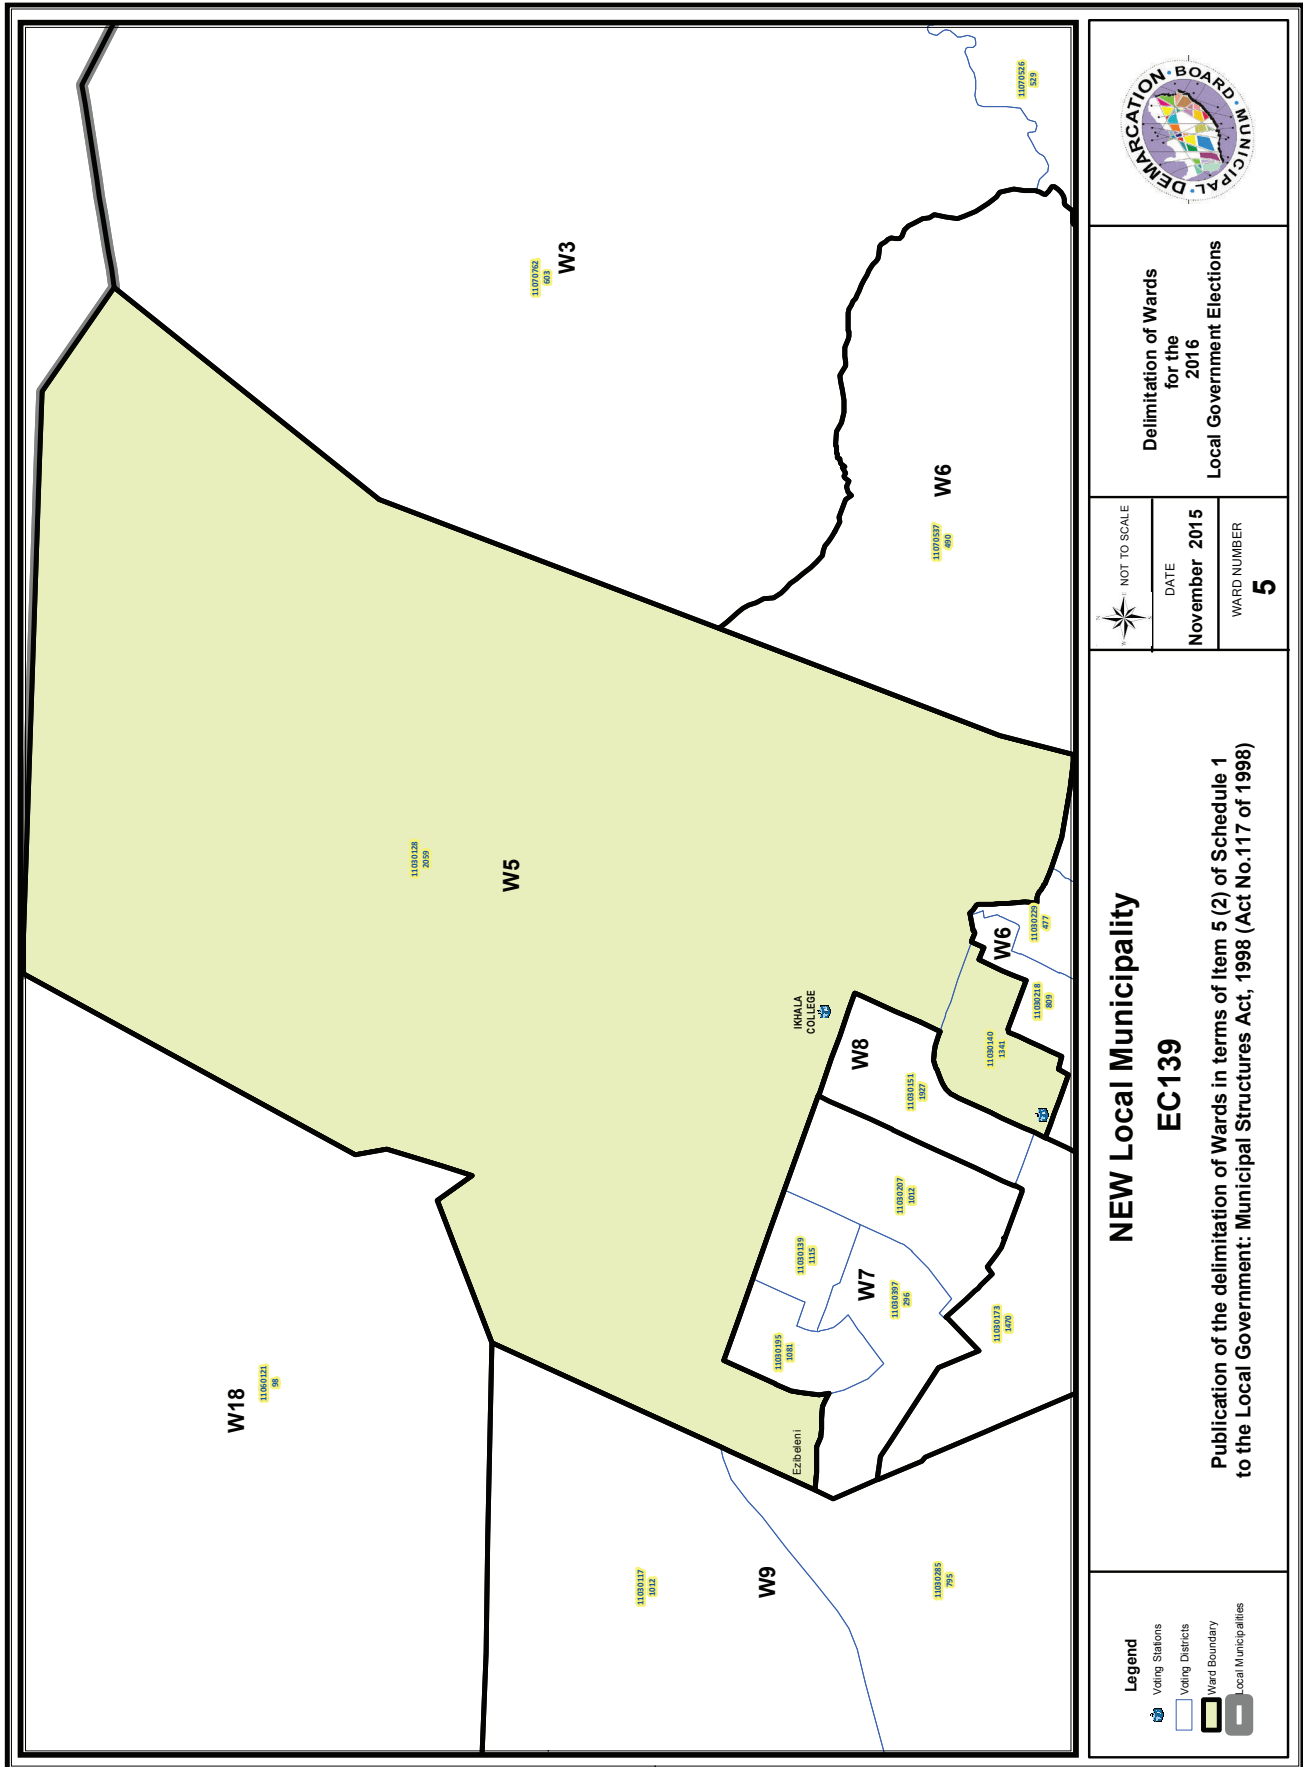 W18
11060121
98
11030117
1012
W9
11030285
795
11030128
2059
W5
Ezibeleni
IKHALA
COLLEGE
11030195
1081
11030139
1115
W7
11030397
296
11030207
1012
11030173
1470
W8
11030151
1927
11030140
1341
W6
11030218
809
11030229
477
11070762
603
W3
11070537
490
W6
11070526
529
Legend
Voting Stations
Voting Districts
Ward Boundary
Local Municipalities
NEW Local Municipality
EC139
Publication of the delimitation of Wards in terms of Item 5 (2) of Schedule 1
to the Local Government: Municipal Structures Act, 1998 (Act No.117 of 1998)
NOT TO SCALE
DATE
November 2015
WARD NUMBER
5
Delimitation of Wards
for the
2016
Local Government Elections
MUNICIPAL • DEMARCATION • BOARD •